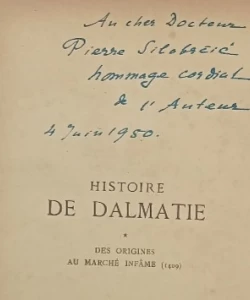 Au cher Docteur
Pierre Silobrčić
hommage cordial
de l'Auteur
4 Juin 1950.
HISTOIRE
DE DALMATIE
*
DES ORIGINES
AU MARCHÉ INFÂME (1409)